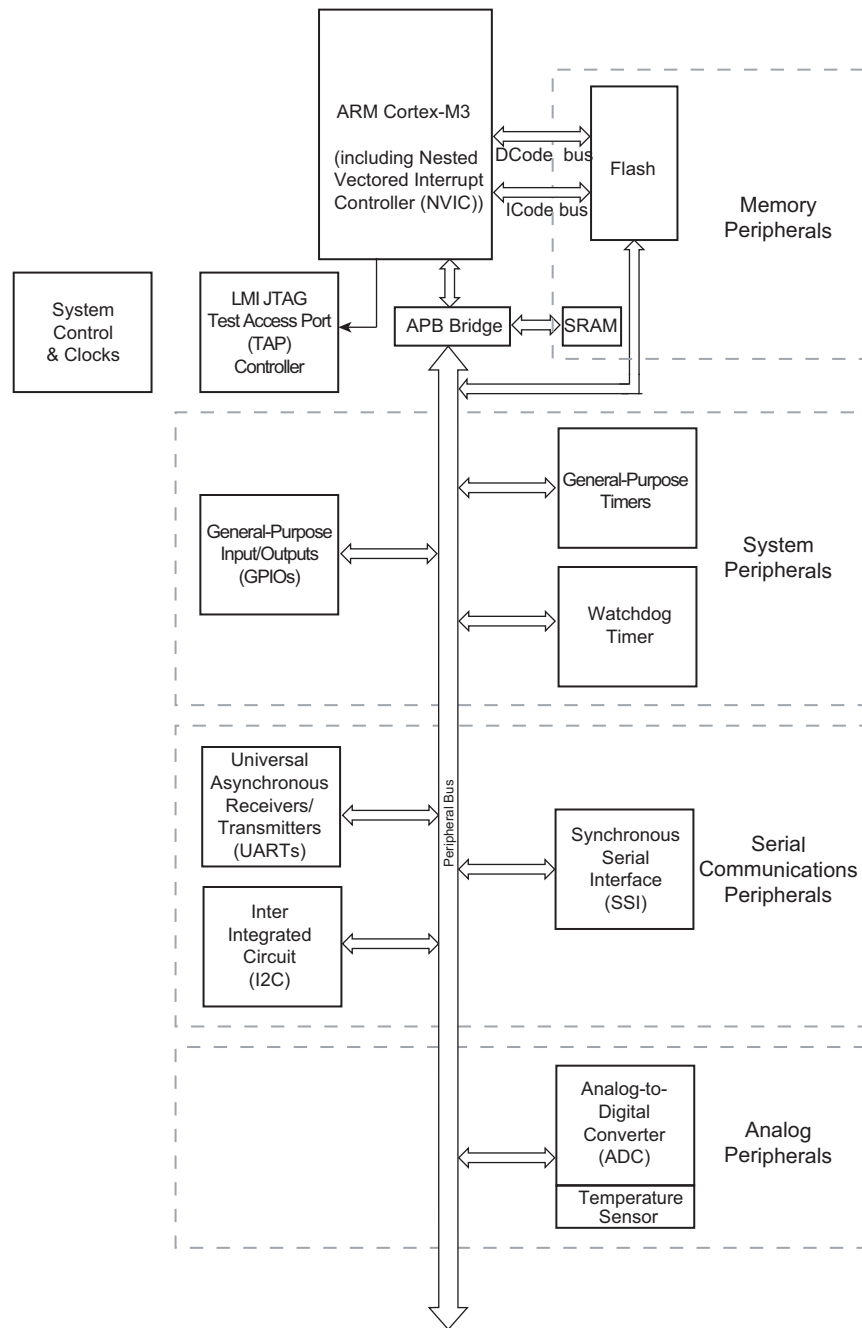 ARM Cortex-M3
(including Nested
Vectored Interrupt
Controller (NVIC))
DCode bus
ICode bus
Flash
Memory
Peripherals
System
Control
& Clocks
LMI JTAG
Test Access Port
(TAP)
Controller
APB Bridge
SRAM
General-Purpose
Timers
General-Purpose
Input/Outputs
(GPIOs)
System
Peripherals
Watchdog
Timer
Universal
Asynchronous
Receivers/
Transmitters
(UARTs)
Peripheral Bus
Synchronous
Serial
Interface
(SSI)
Serial
Communications
Peripherals
Inter
Integrated
Circuit
(I2C)
Analog-to-
Digital
Converter
(ADC)
Analog
Peripherals
Temperature
Sensor